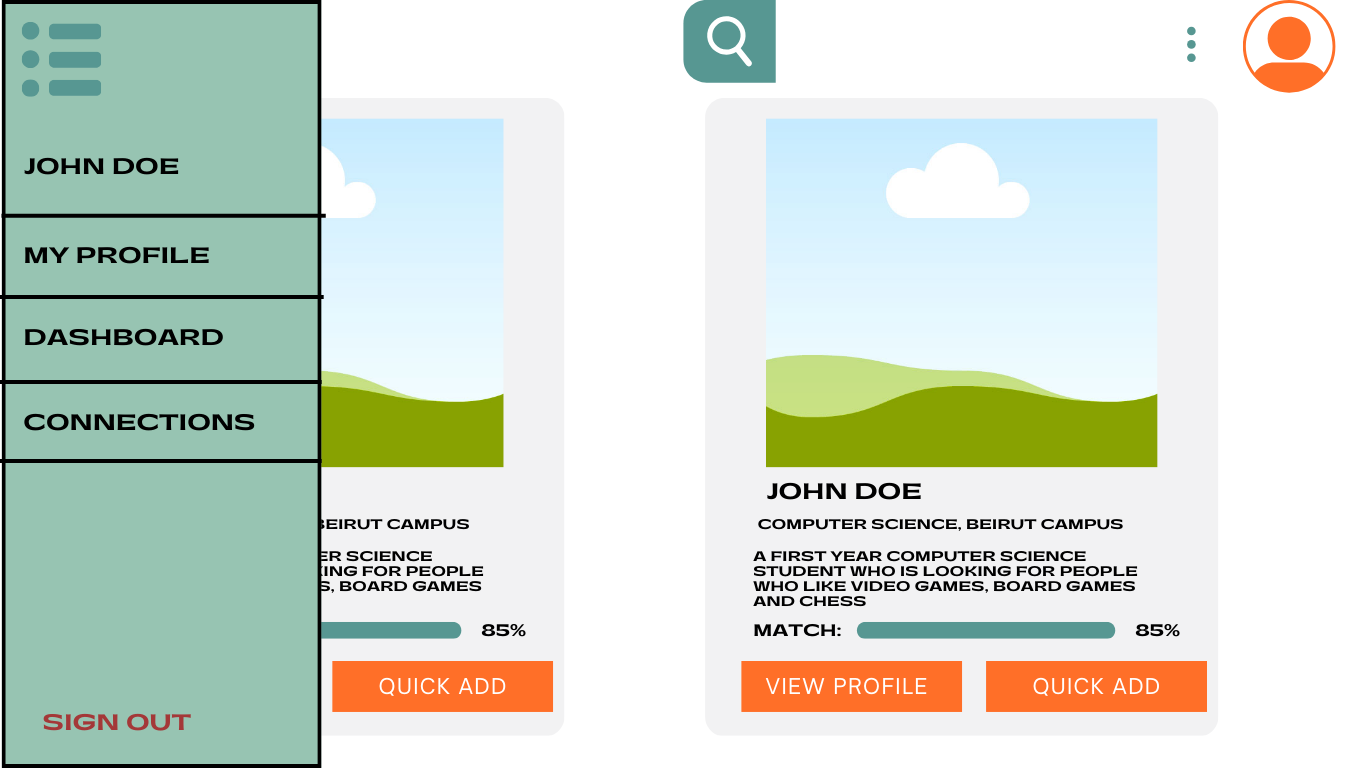 JOHN DOE
MY PROFILE
DASHBOARD
CONNECTIONS
SIGN OUT
BEIRUT CAMPUS
ER SCIENCE
ING FOR PEOPLE
S, BOARD GAMES
85%
QUICK ADD
JOHN DOE
COMPUTER SCIENCE, BEIRUT CAMPUS
A FIRST YEAR COMPUTER SCIENCE
STUDENT WHO IS LOOKING FOR PEOPLE
WHO LIKE VIDEO GAMES, BOARD GAMES
AND CHESS
MATCH: 85%
VIEW PROFILE QUICK ADD